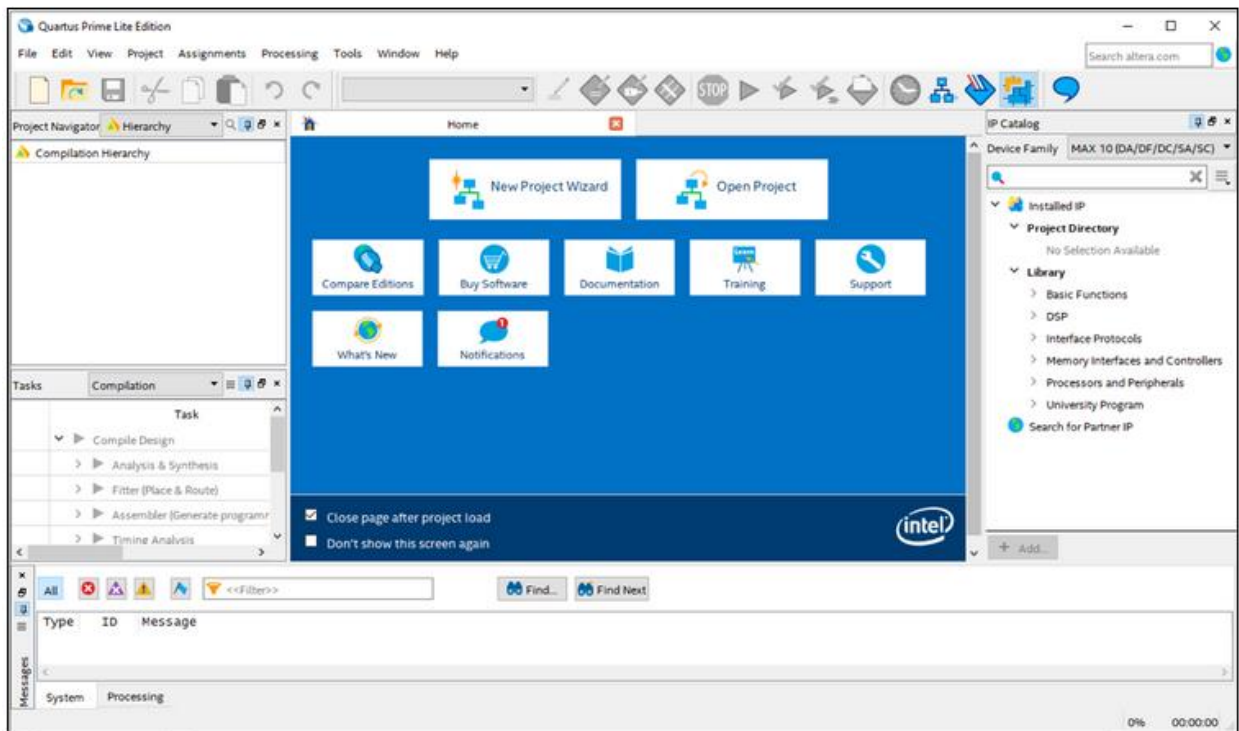 Quartus Prime Lite Edition
File Edit View Project Assignments Processing Tools Window Help
Search altera.com
STOP
Project Navigator Hierarchy
Compilation Hierarchy
Home
New Project Wizard
Open Project
Compare Editions
Buy Software
Documentation
Learn
Training
Support
What's New
1
Notifications
Close page after project load
Don't show this screen again
intel
IP Catalog
Device Family MAX 10 (DA/DF/DC/SA/SC)
Installed IP
Project Directory
No Selection Available
Library
Basic Functions
DSP
Interface Protocols
Memory Interfaces and Controllers
Processors and Peripherals
University Program
Search for Partner IP
+ Add...
Tasks Compilation
Task
Compile Design
Analysis & Synthesis
Fitter (Place & Route)
Assembler (Generate programr
Timing Analysis
All
<<Filter>>
Find...
Find Next
Type ID Message
Messages
System Processing
0% 00:00:00